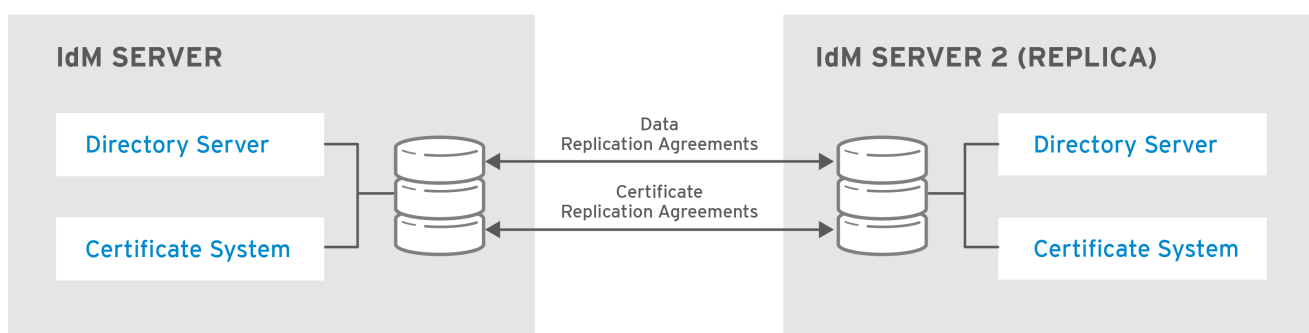 IdM SERVER
Directory Server
Certificate System
Data
Replication Agreements
Certificate
Replication Agreements
IdM SERVER 2 (REPLICA)
Directory Server
Certificate System